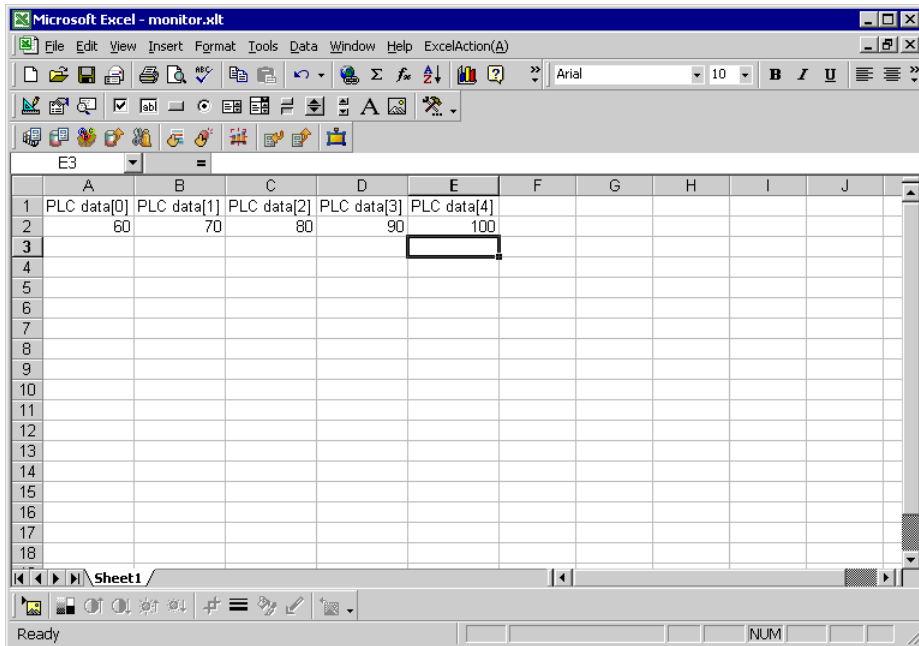 Microsoft Excel - monitor.xlt
File Edit View Insert Format Tools Data Window Help ExcelAction(A)
ABC Σ fx Arial 10 B I U
ab A
E3 =
A B C D E F G H I J
1 PLC data[0] PLC data[1] PLC data[2] PLC data[3] PLC data[4]
2 60 70 80 90 100
3
4
5
6
7
8
9
10
11
12
13
14
15
16
17
18
Sheet1
Ready NUM